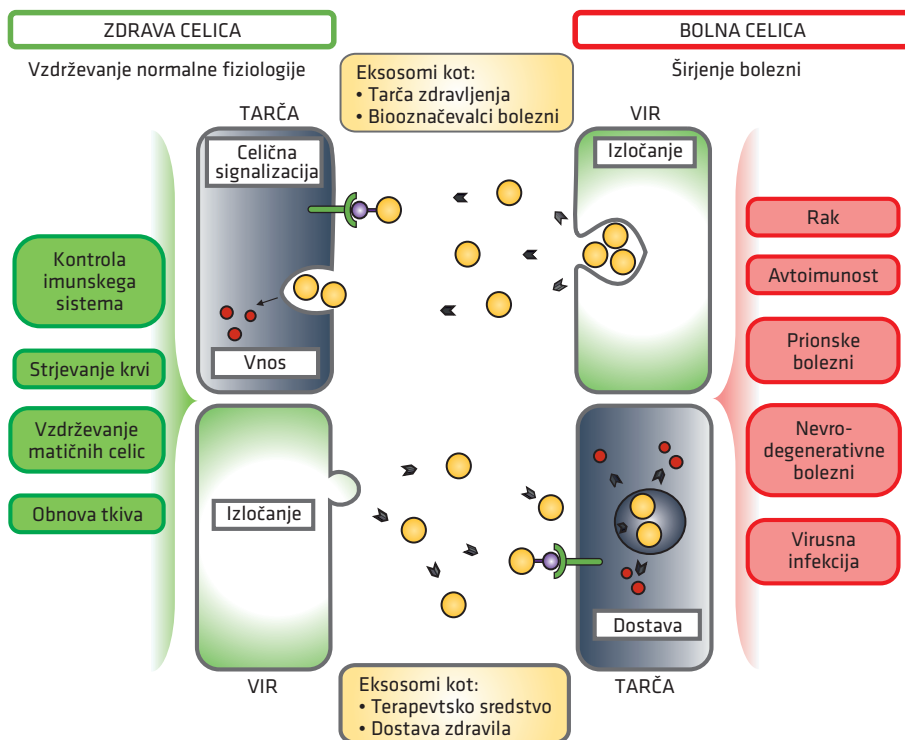 ZDRAVA CELICA
Vzdrževanje normalne fiziologije
Eksosomi kot:
• Tarča zdravljenja
• Biooznačevalci bolezni
BOLNA CELICA
Širjenje bolezni
TARČA
Celična
signalizacija
Vnos
VIR
Izločanje
Kontrola
imunskega
sistema
Strjevanje krvi
Vzdrževanje
matičnih celic
Obnova tkiva
Rak
Avtoimunost
Prionske
bolezni
Nevro-
degenerativne
bolezni
Virusna
infekcija
Izločanje
VIR
Dostava
TARČA
Eksosomi kot:
• Terapevtsko sredstvo
• Dostava zdravila